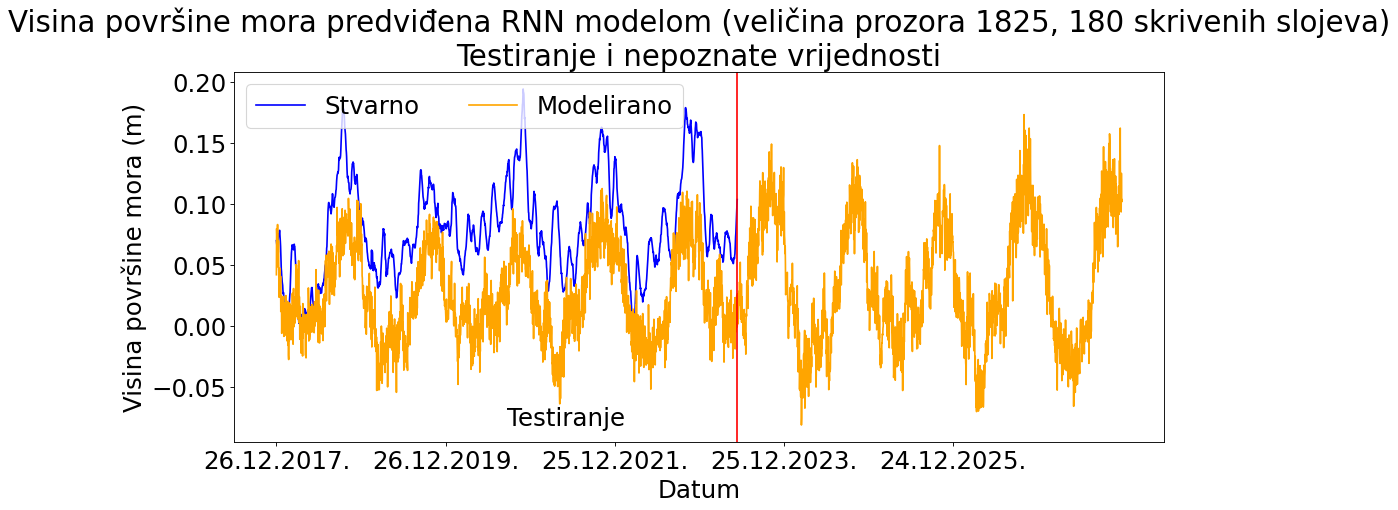 Visina površine mora predviđena RNN modelom (veličina prozora 1825, 180 skrivenih slojeva)
Testiranje i nepoznate vrijednosti
Stvarno Modelirano
0.20
0.15
0.10
0.05
0.00
−0.05
Visina površine mora (m)
Testiranje
26.12.2017. 26.12.2019. 25.12.2021. 25.12.2023. 24.12.2025.
Datum